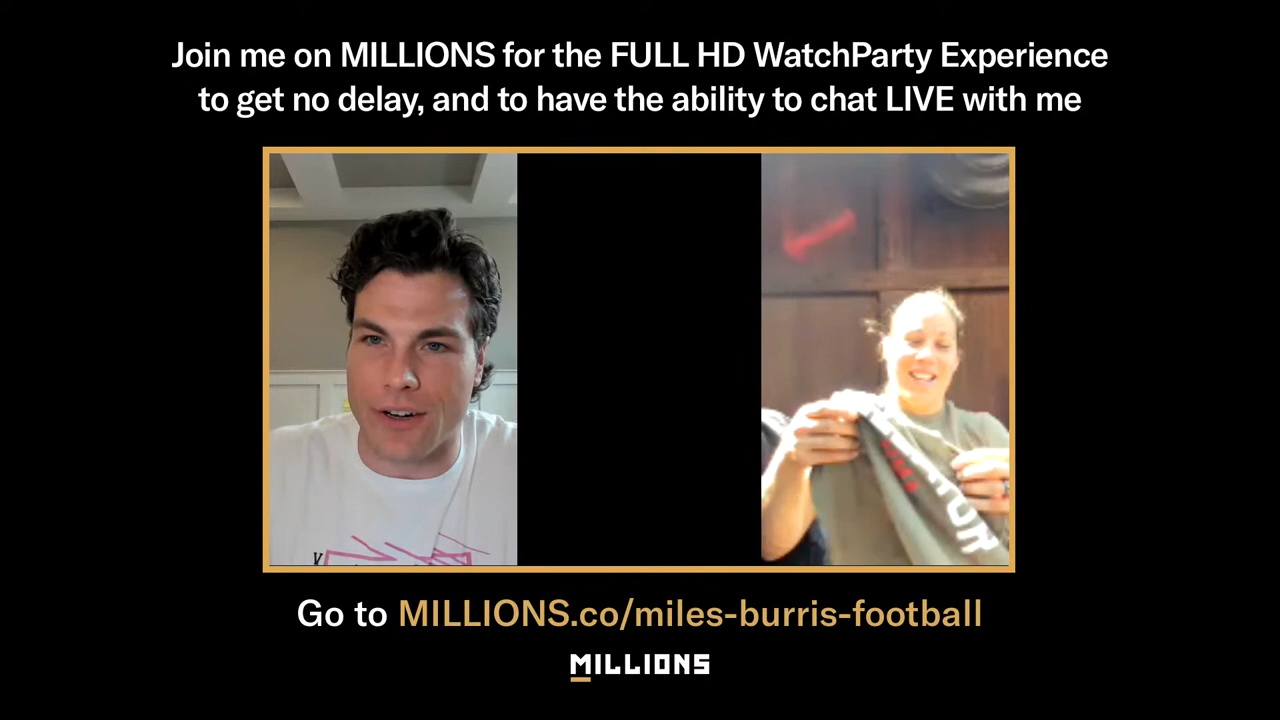 Join me on MILLIONS for the FULL HD WatchParty Experience
to get no delay, and to have the ability to chat LIVE with me
Go to MILLIONS.co/miles-burris-football
MILLIONS